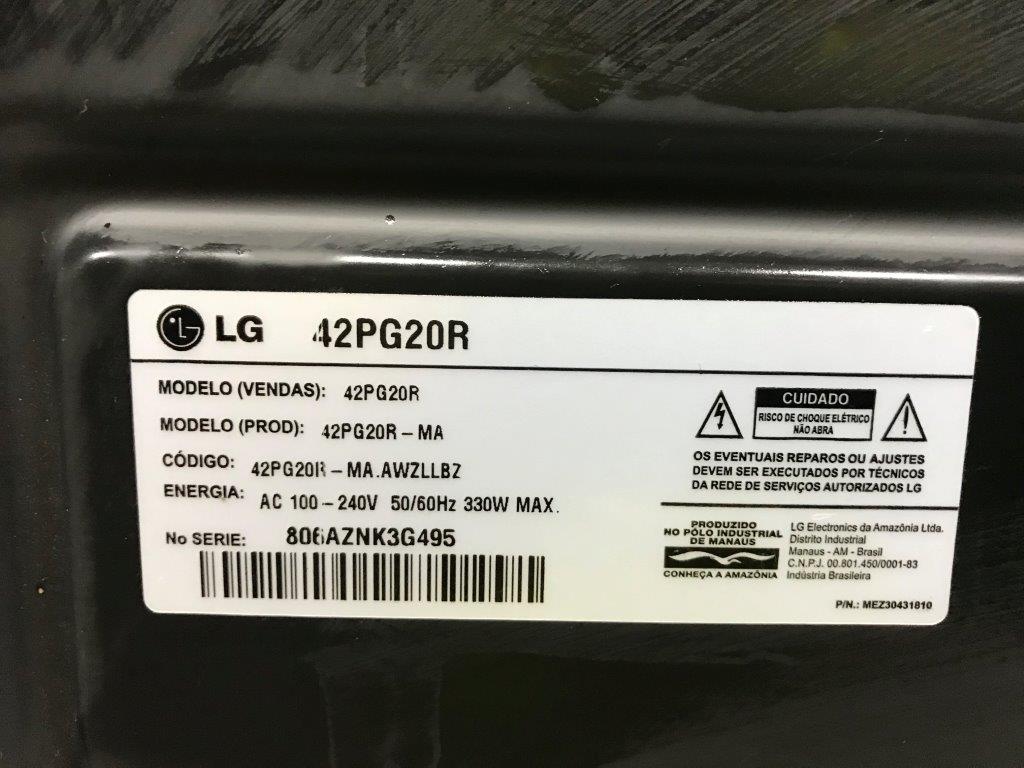 LG 42PG20R
MODELO (VENDAS): 42PG20R
MODELO (PROD): 42PG20R-MA
CÓDIGO: 42PG20R-MA.AWZLLBZ
ENERGIA: AC 100-240V 50/60Hz 330W MAX.
No SERIE: 806AZNK3G495
CUIDADO
RISCO DE CHOQUE ELÉTRICO
NÃO ABRA
OS EVENTUAIS REPAROS OU AJUSTES
DEVEM SER EXECUTADOS POR TÉCNICOS
DA REDE DE SERVIÇOS AUTORIZADOS LG
PRODUZIDO
NO PÓLO INDUSTRIAL
DE MANAUS
CONHEÇA A AMAZÔNIA
LG Electronics da Amazônia Ltda.
Distrito Industrial
Manaus - AM - Brasil
C.N.P.J. 00.801.450/0001-83
Indústria Brasileira
P/N.: MEZ30431810